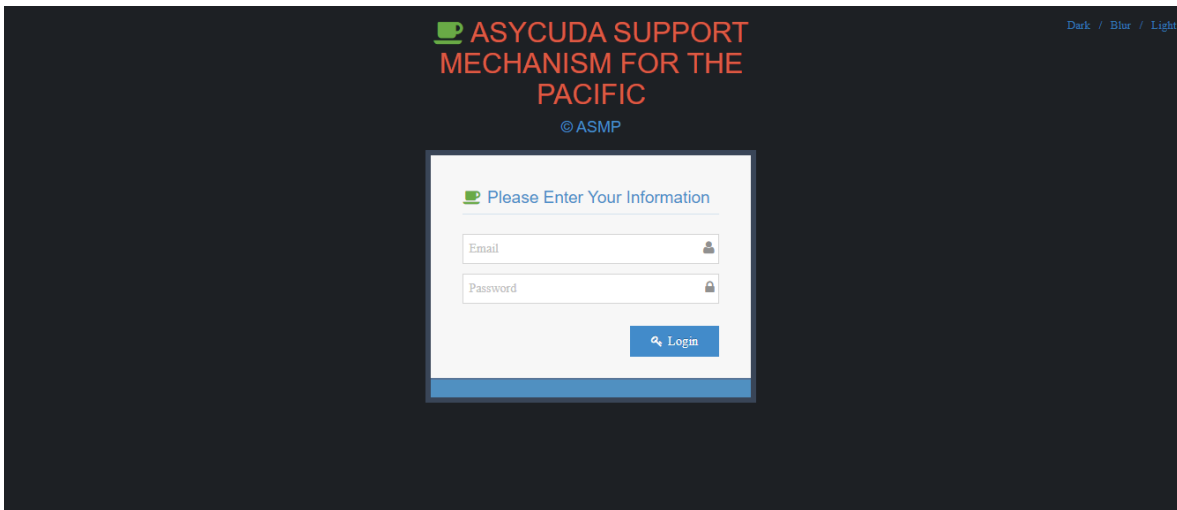 Dark / Blur / Light
ASYCUDA SUPPORT
MECHANISM FOR THE
PACIFIC
© ASMP
Please Enter Your Information
Email
Password
Login